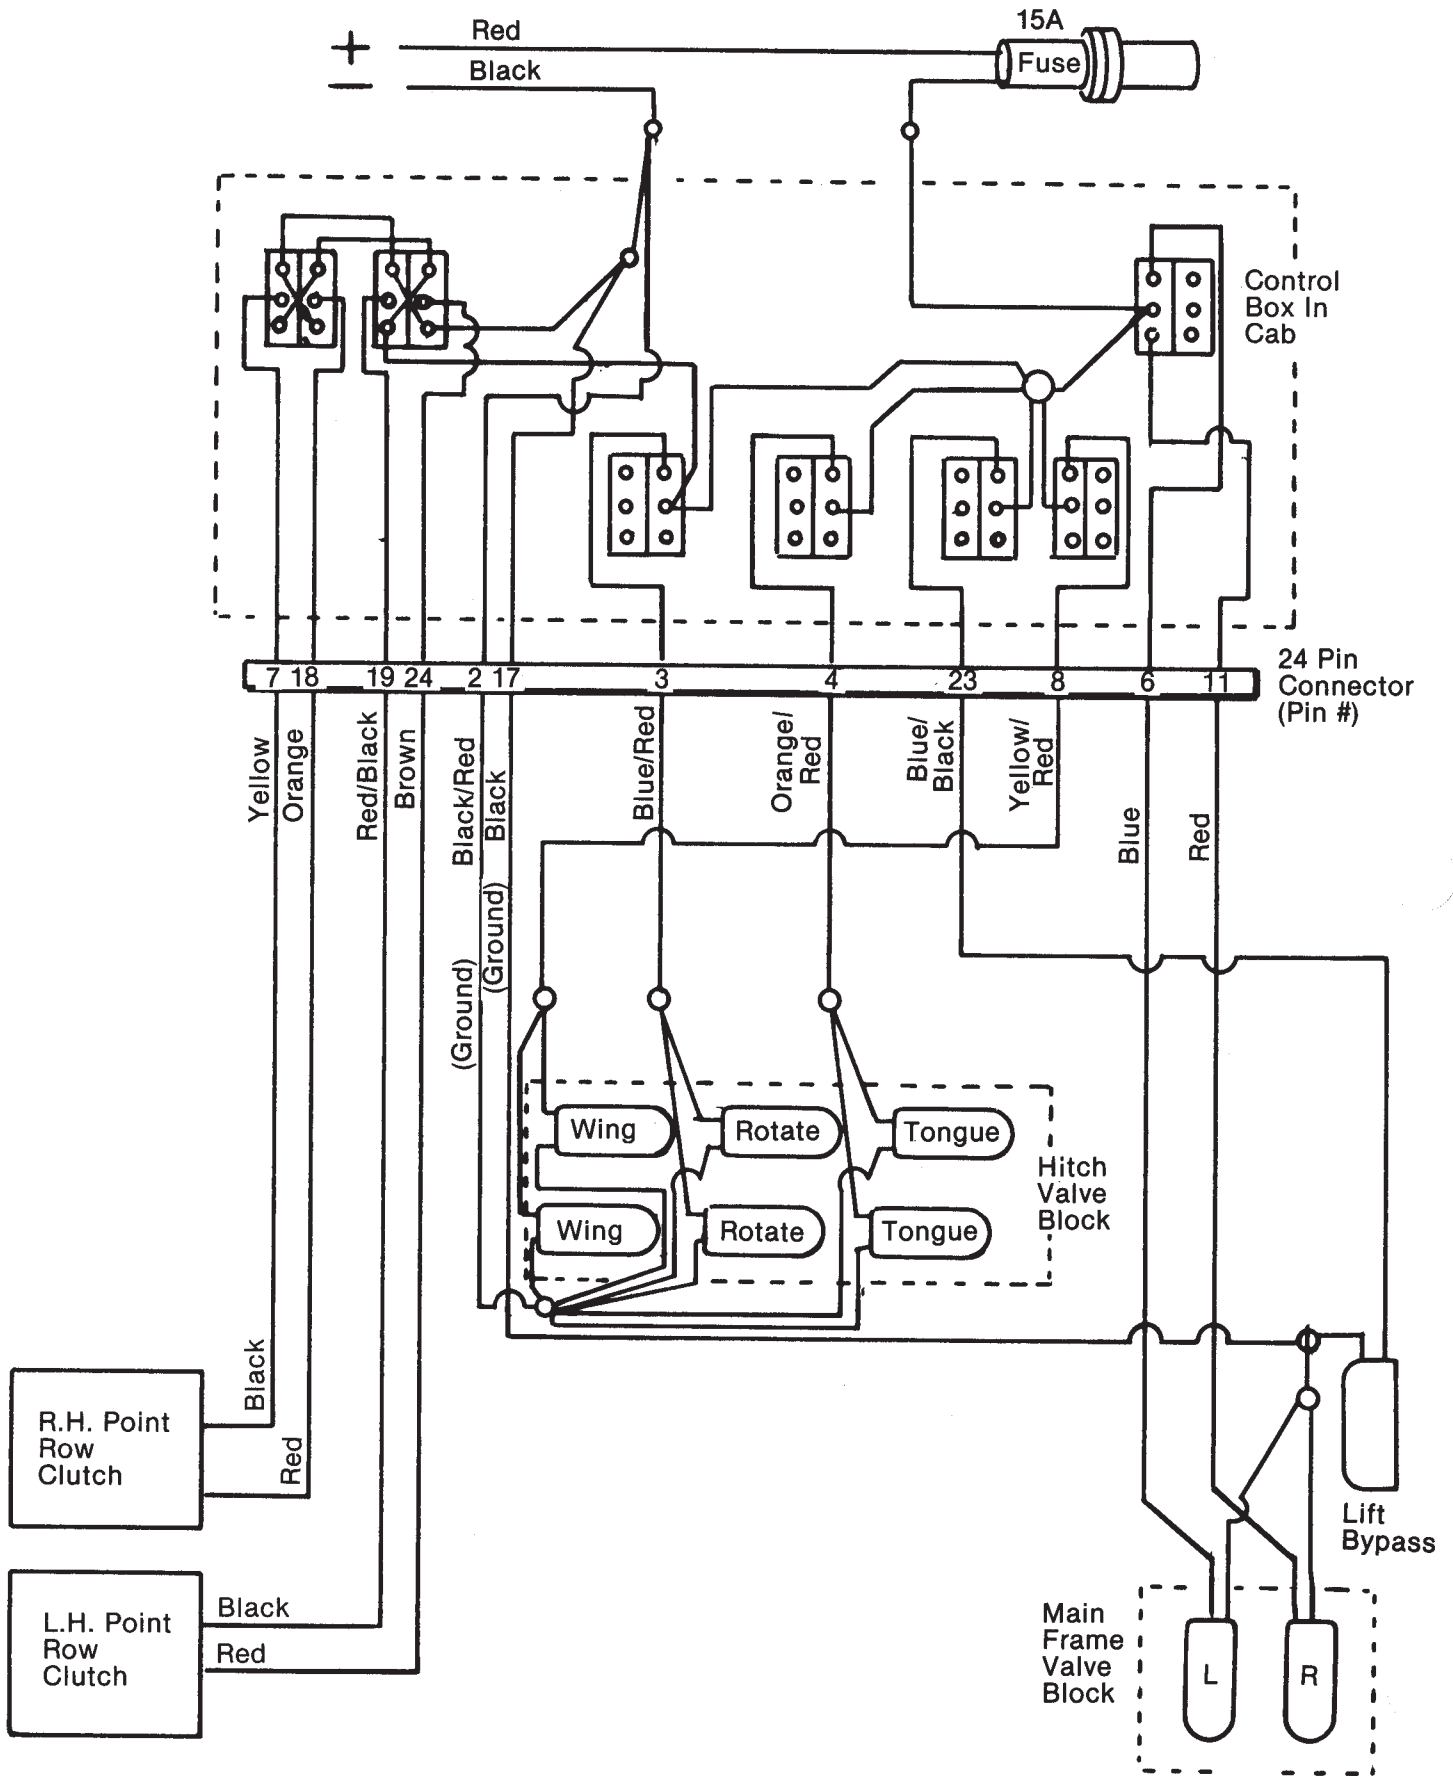 15A
Red
+
Fuse
Black
−
Control
Box In
Cab
24 Pin
Connector
(Pin #)
7 18 19 24 2 17 3 4 23 8 6 11
Yellow
Orange
Red/Black
Brown
Black/Red
(Ground)
Black
(Ground)
Blue/Red
Orange/
Red
Blue/
Black
Yellow/
Red
Blue
Red
Wing
Rotate
Tongue
Hitch
Valve
Block
Wing
Rotate
Tongue
Black
Red
R.H. Point
Row
Clutch
Lift
Bypass
Black
L.H. Point
Row
Clutch
Red
Main
Frame
Valve
Block
L
R